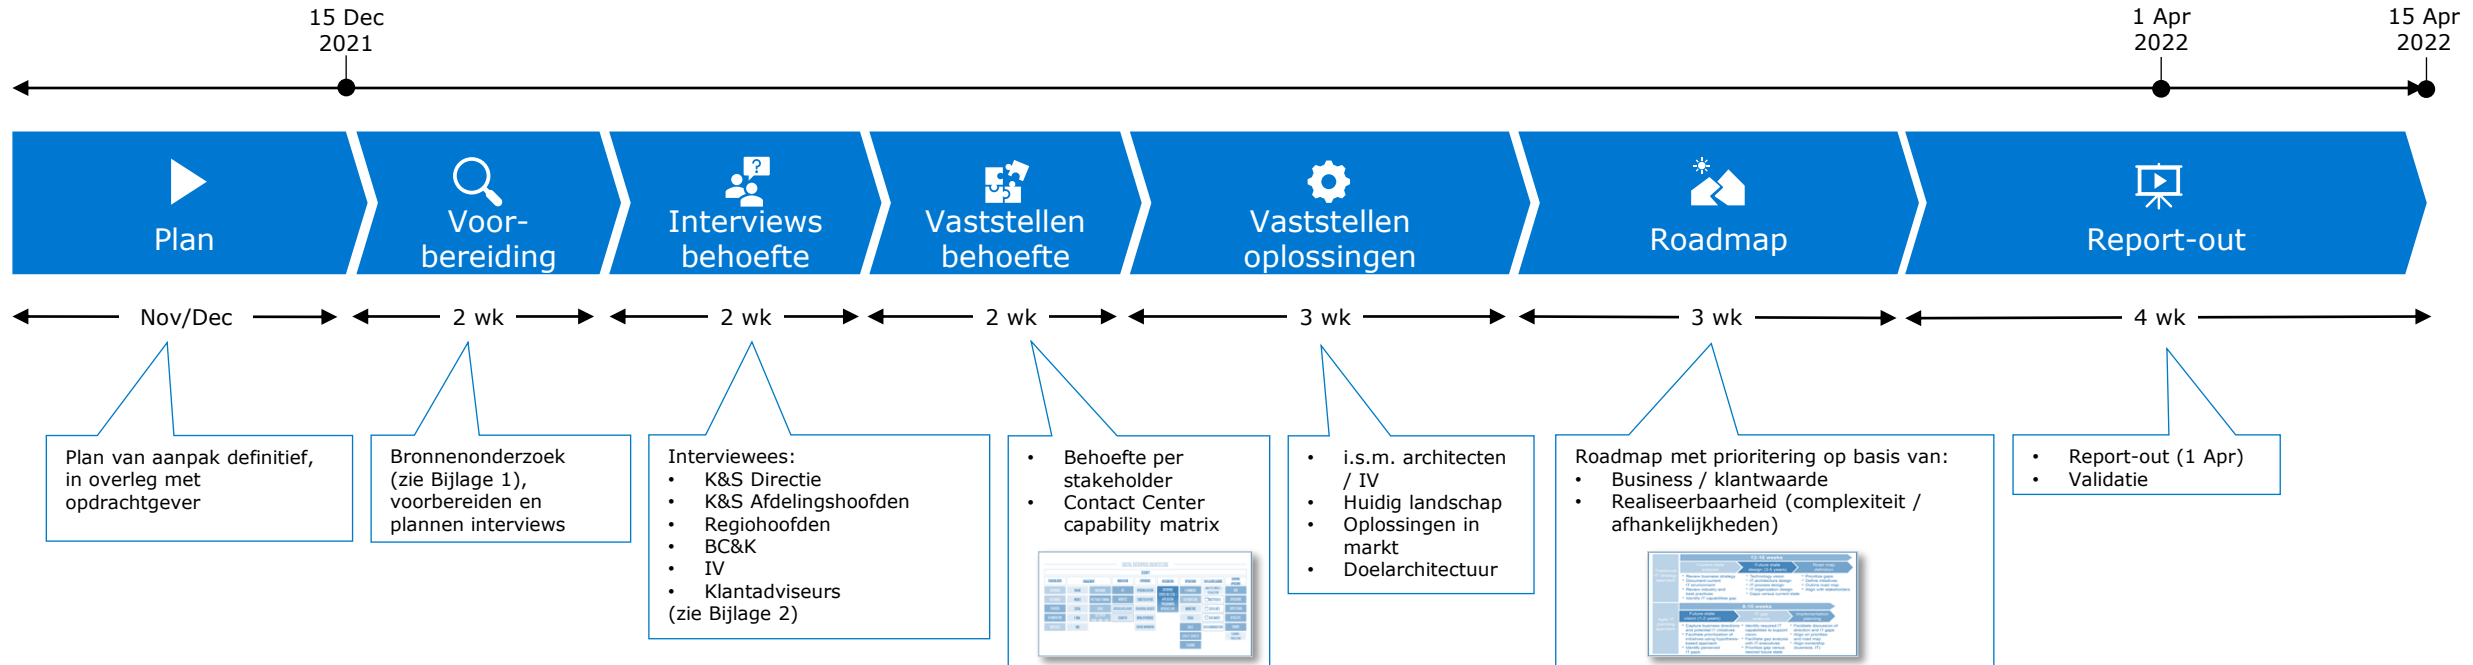 15 Dec
2021
1 Apr
2022
15 Apr
2022
Plan
Voor-
bereiding
Interviews
behoefte
Vaststellen
behoefte
Vaststellen
oplossingen
Roadmap
Report-out
Nov/Dec
2 wk
2 wk
2 wk
3 wk
3 wk
4 wk
Plan van aanpak definitief,
in overleg met
opdrachtgever
Bronnenonderzoek
(zie Bijlage 1),
voorbereiden en
plannen interviews
Interviewees:
• K&S Directie
• K&S Afdelingshoofden
• Regiohoofden
• BC&K
• IV
• Klantadviseurs
(zie Bijlage 2)
• Behoefte per
stakeholder
• Contact Center
capability matrix
• i.s.m. architecten
/ IV
• Huidig landschap
• Oplossingen in
markt
• Doelarchitectuur
Roadmap met prioritering op basis van:
• Business / klantwaarde
• Realiseerbaarheid (complexiteit /
afhankelijkheden)
• Report-out (1 Apr)
• Validatie